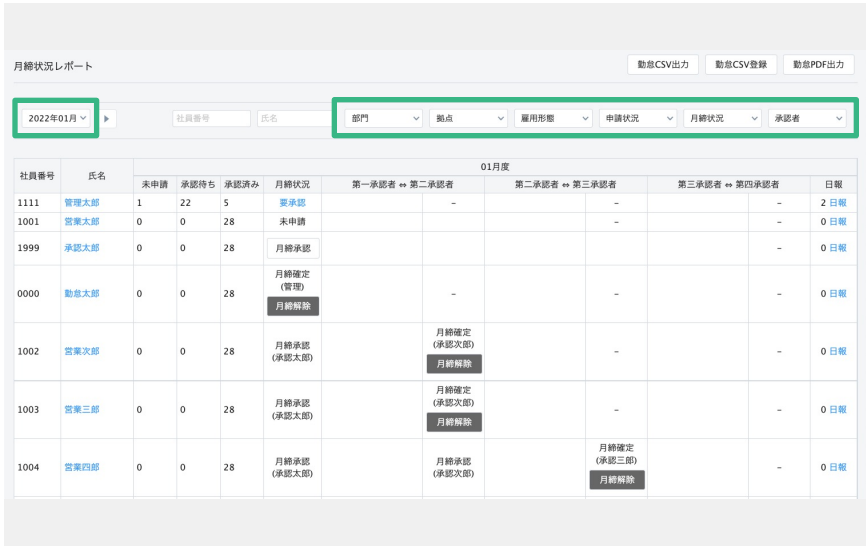 月締状況レポート
勤怠CSV出力 勤怠CSV登録 勤怠PDF出力
2022年01月 社員番号 氏名 部門 拠点 雇用形態 申請状況 月締状況 承認者
社員番号 氏名 01月度
未申請 承認待ち 承認済み 月締状況 第一承認者 ⇔ 第二承認者 第二承認者 ⇔ 第三承認者 第三承認者 ⇔ 第四承認者 日報
1111 管理太郎 1 22 5 要承認 – – – 2 日報
1001 営業太郎 0 0 28 未申請 – – 0 日報
1999 承認太郎 0 0 28 月締承認 – – 0 日報
0000 勤怠太郎 0 0 28 月締確定 (管理) 月締解除 – – – 0 日報
1002 営業次郎 0 0 28 月締承認 (承認太郎) 月締確定 (承認次郎) 月締解除 – – 0 日報
1003 営業三郎 0 0 28 月締承認 (承認太郎) 月締確定 (承認次郎) 月締解除 – – 0 日報
1004 営業四郎 0 0 28 月締承認 (承認太郎) 月締承認 (承認次郎) 月締確定 (承認三郎) 月締解除 – 0 日報